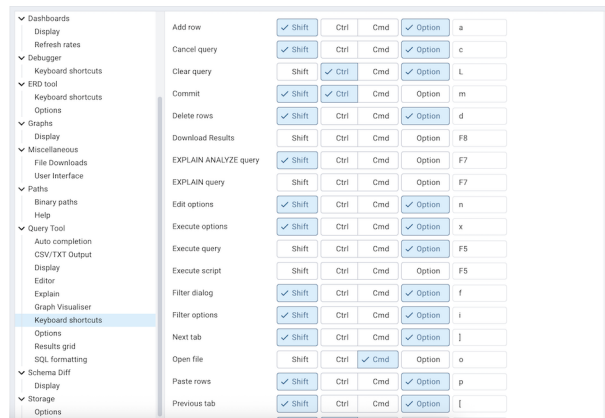 Dashboards
Display
Refresh rates
Debugger
Keyboard shortcuts
ERD tool
Keyboard shortcuts
Options
Graphs
Display
Miscellaneous
File Downloads
User Interface
Paths
Binary paths
Help
Query Tool
Auto completion
CSV/TXT Output
Display
Editor
Explain
Graph Visualiser
Keyboard shortcuts
Options
Results grid
SQL formatting
Schema Diff
Display
Storage
Options
Add row Shift Ctrl Cmd Option a
Cancel query Shift Ctrl Cmd Option c
Clear query Shift Ctrl Cmd Option L
Commit Shift Ctrl Cmd Option m
Delete rows Shift Ctrl Cmd Option d
Download Results Shift Ctrl Cmd Option F8
EXPLAIN ANALYZE query Shift Ctrl Cmd Option F7
EXPLAIN query Shift Ctrl Cmd Option F7
Edit options Shift Ctrl Cmd Option n
Execute options Shift Ctrl Cmd Option x
Execute query Shift Ctrl Cmd Option F5
Execute script Shift Ctrl Cmd Option F5
Filter dialog Shift Ctrl Cmd Option f
Filter options Shift Ctrl Cmd Option i
Next tab Shift Ctrl Cmd Option ]
Open file Shift Ctrl Cmd Option o
Paste rows Shift Ctrl Cmd Option p
Previous tab Shift Ctrl Cmd Option [